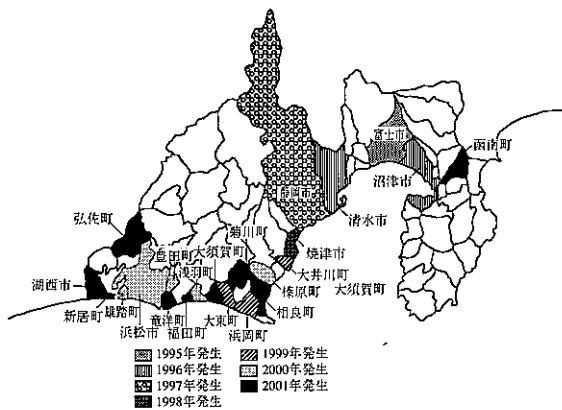 富士市
函南町
静岡市
沼津市
清水市
菊川町
弘佐町
豊田町
大須賀町
浅羽町
焼津市
大井川町
榛原町
大須賀町
湖西市
相良町
新居町
雄踏町
浜松市
竜洋町
福田町
大東町
浜岡町
1995年発生
1996年発生
1997年発生
1998年発生
1999年発生
2000年発生
2001年発生